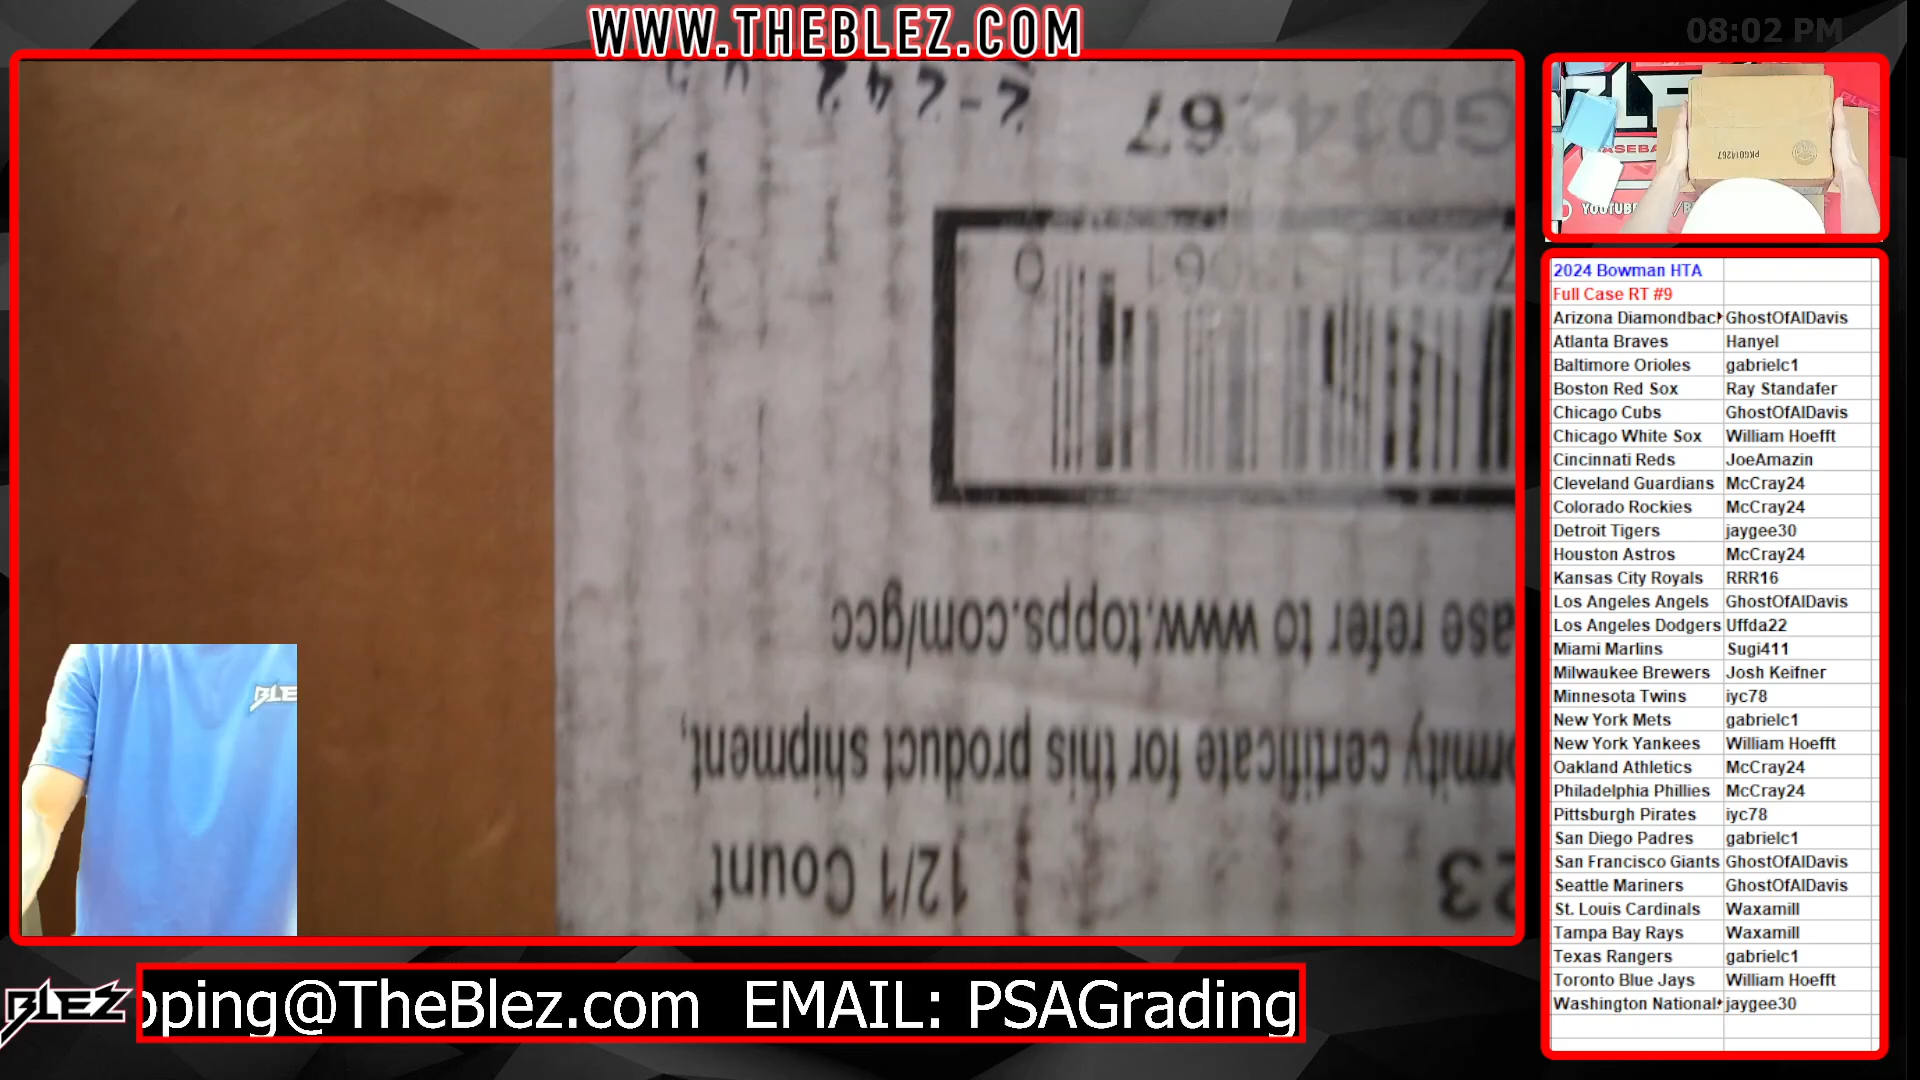 WWW.THEBLEZ.COM
08:02 PM
67
0
ase refer to www.topps.com/gcc
ormity certificate for this product shipment,
23 12/1 Count
BLE
PKG014267
2024 Bowman HTA
Full Case RT #9
Arizona Diamondbac GhostOfAlDavis
Atlanta Braves Hanyel
Baltimore Orioles gabrielc1
Boston Red Sox Ray Standafer
Chicago Cubs GhostOfAlDavis
Chicago White Sox William Hoefft
Cincinnati Reds JoeAmazin
Cleveland Guardians McCray24
Colorado Rockies McCray24
Detroit Tigers jaygee30
Houston Astros McCray24
Kansas City Royals RRR16
Los Angeles Angels GhostOfAlDavis
Los Angeles Dodgers Uffda22
Miami Marlins Sugi411
Milwaukee Brewers Josh Keifner
Minnesota Twins iyc78
New York Mets gabrielc1
New York Yankees William Hoefft
Oakland Athletics McCray24
Philadelphia Phillies McCray24
Pittsburgh Pirates iyc78
San Diego Padres gabrielc1
San Francisco Giants GhostOfAlDavis
Seattle Mariners GhostOfAlDavis
St. Louis Cardinals Waxamill
Tampa Bay Rays Waxamill
Texas Rangers gabrielc1
Toronto Blue Jays William Hoefft
Washington National jaygee30
BLEZ
pping@TheBlez.com EMAIL: PSAGrading